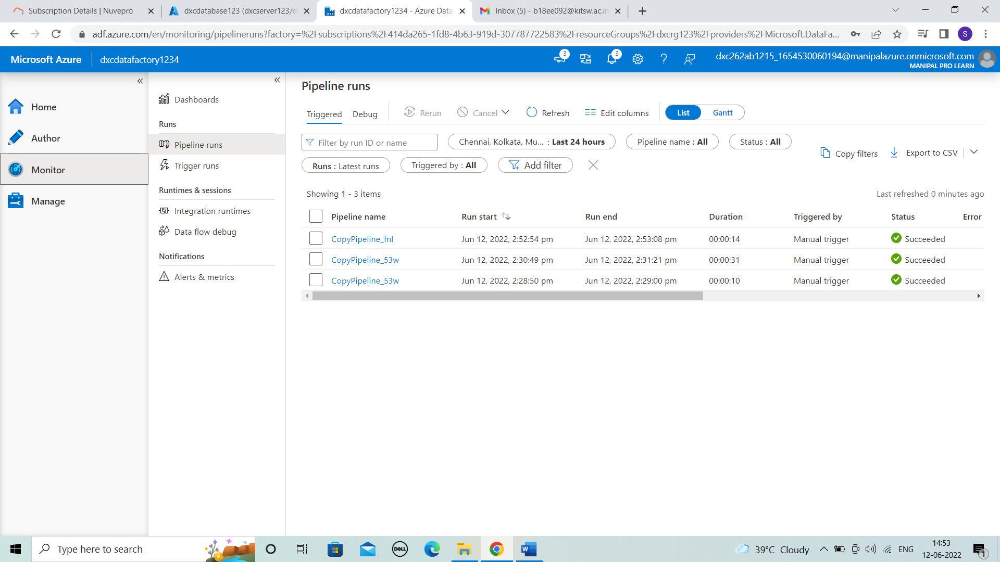 Subscription Details | Nuvepro
dxcdatabase123 (dxcserver123/d
dxcdatafactory1234 - Azure Data
Inbox (5) - b18ee092@kitsw.ac.in
adf.azure.com/en/monitoring/pipelineruns?factory=%2Fsubscriptions%2F414da265-1fd8-4b63-919d-307787722583%2FresourceGroups%2Fdxcrg123%2Fproviders%2FMicrosoft.DataFa...
S
Microsoft Azure
dxcdatafactory1234
3
3
dxc262ab1215_1654530060194@manipalazure.onmicrosoft.com
MANIPAL PRO LEARN
Home
Author
Monitor
Manage
Dashboards
Runs
Pipeline runs
Trigger runs
Runtimes & sessions
Integration runtimes
Data flow debug
Notifications
Alerts & metrics
Pipeline runs
Triggered Debug Rerun Cancel Refresh Edit columns List Gantt
Filter by run ID or name
Chennai, Kolkata, Mu... : Last 24 hours
Pipeline name : All
Status : All
Copy filters
Export to CSV
Runs : Latest runs
Triggered by : All
Add filter
Showing 1 - 3 items
Last refreshed 0 minutes ago
Pipeline name Run start Run end Duration Triggered by Status Error
CopyPipeline_fnl Jun 12, 2022, 2:52:54 pm Jun 12, 2022, 2:53:08 pm 00:00:14 Manual trigger Succeeded
CopyPipeline_53w Jun 12, 2022, 2:30:49 pm Jun 12, 2022, 2:31:21 pm 00:00:31 Manual trigger Succeeded
CopyPipeline_53w Jun 12, 2022, 2:28:50 pm Jun 12, 2022, 2:29:00 pm 00:00:10 Manual trigger Succeeded
Type here to search
DELL
W
39°C Cloudy
ENG
14:53
12-06-2022
1